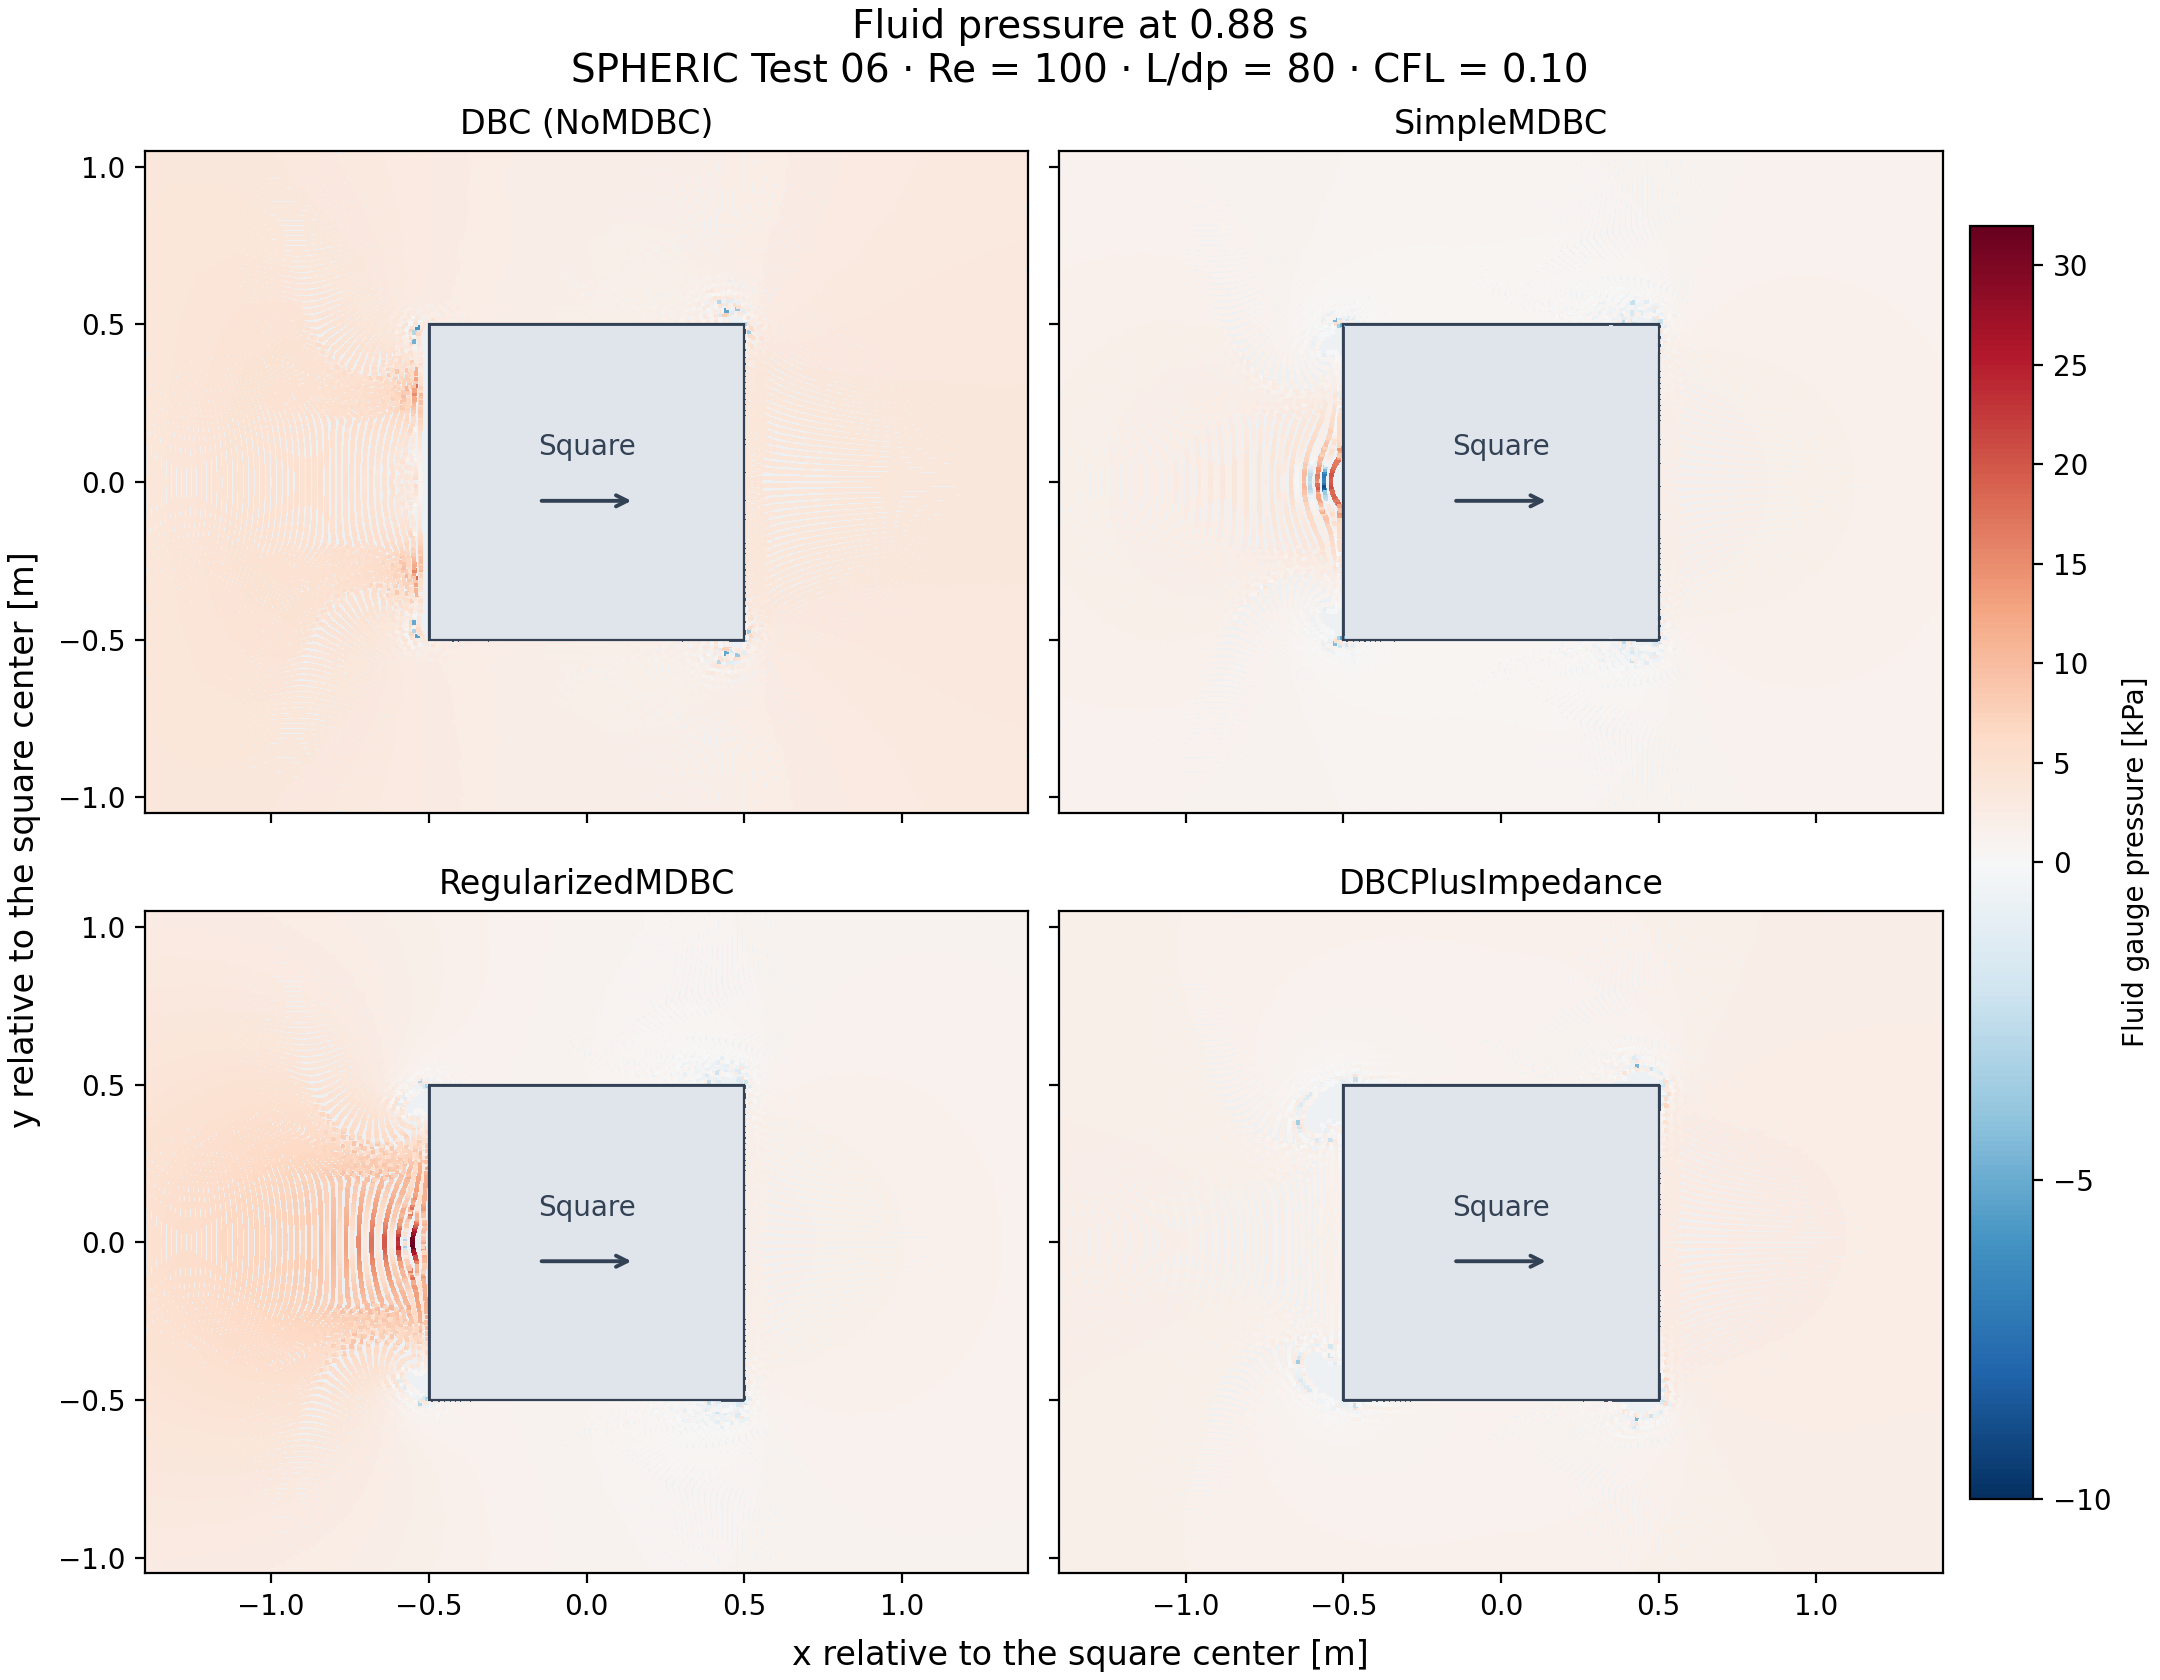 Fluid pressure at 0.88 s
SPHERIC Test 06 · Re = 100 · L/dp = 80 · CFL = 0.10
DBC (NoMDBC)
SimpleMDBC
1.0
0.5
0.0
−0.5
−1.0
Square
Square
RegularizedMDBC
DBCPlusImpedance
1.0
0.5
0.0
−0.5
−1.0
Square
Square
−1.0
−0.5
0.0
0.5
1.0
−1.0
−0.5
0.0
0.5
1.0
x relative to the square center [m]
y relative to the square center [m]
30
25
20
15
10
5
0
−5
−10
Fluid gauge pressure [kPa]